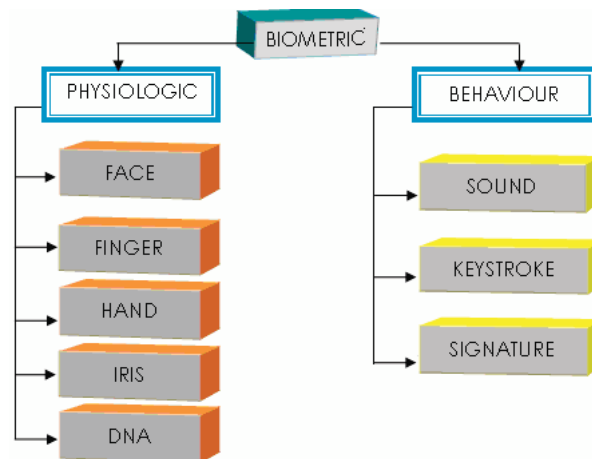 BIOMETRIC
PHYSIOLOGIC
BEHAVIOUR
FACE
FINGER
HAND
IRIS
DNA
SOUND
KEYSTROKE
SIGNATURE